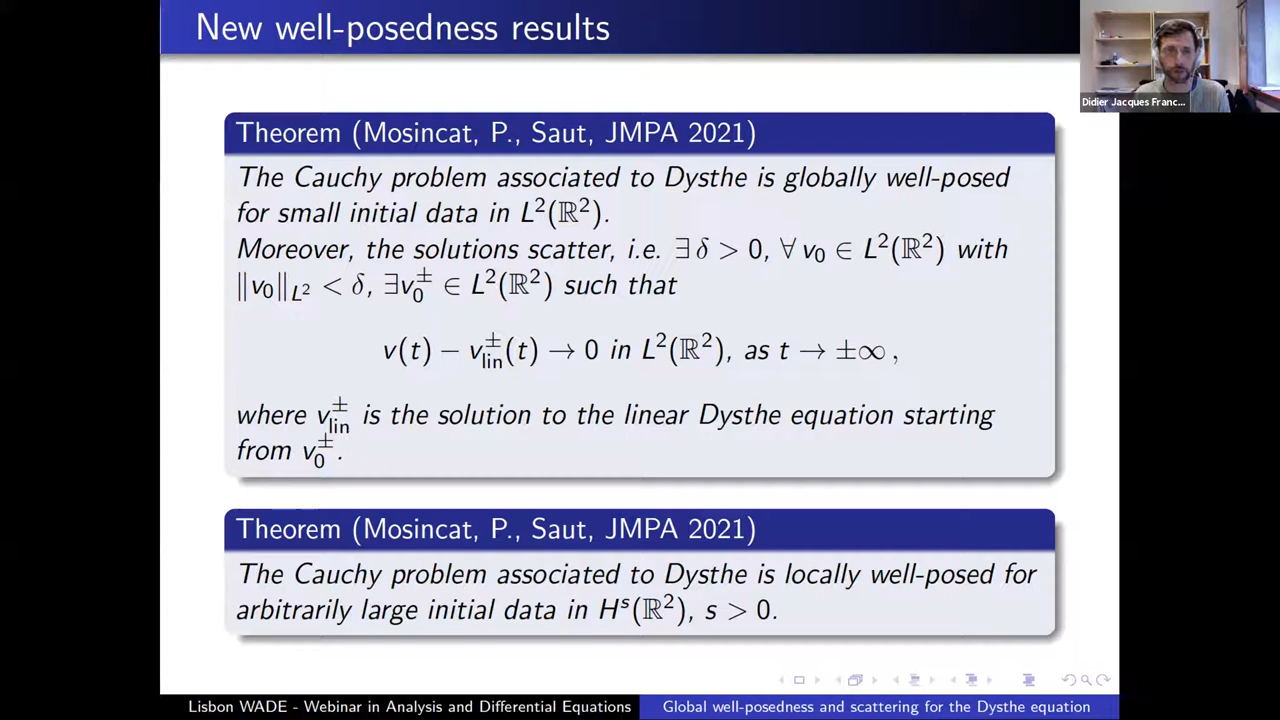 New well-posedness results
Didier Jacques Franc...
Theorem (Mosincat, P., Saut, JMPA 2021)
The Cauchy problem associated to Dysthe is globally well-posed
for small initial data in L²(ℝ²).
Moreover, the solutions scatter, i.e. ∃ δ > 0, ∀ v₀ ∈ L²(ℝ²) with
‖v₀‖_{L²} < δ, ∃v₀^± ∈ L²(ℝ²) such that
v(t) − v_{lin}^±(t) → 0 in L²(ℝ²), as t → ±∞ ,
where v_{lin}^± is the solution to the linear Dysthe equation starting
from v₀^±.
Theorem (Mosincat, P., Saut, JMPA 2021)
The Cauchy problem associated to Dysthe is locally well-posed for
arbitrarily large initial data in H^s(ℝ²), s > 0.
Lisbon WADE - Webinar in Analysis and Differential Equations
Global well-posedness and scattering for the Dysthe equation